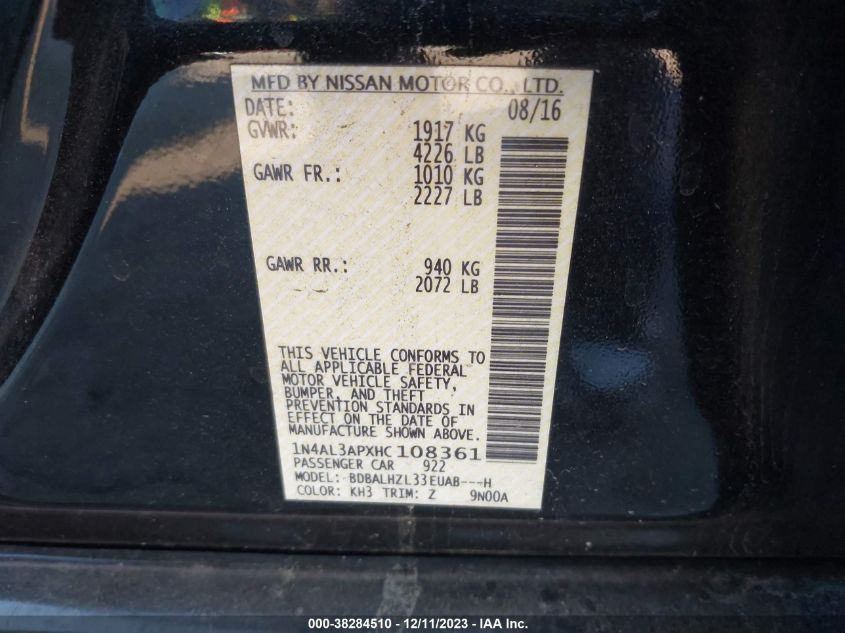 MFD BY NISSAN MOTOR CO., LTD.
DATE: 08/16
GVWR: 1917 KG
4226 LB
GAWR FR.: 1010 KG
2227 LB
GAWR RR.: 940 KG
2072 LB
THIS VEHICLE CONFORMS TO
ALL APPLICABLE FEDERAL
MOTOR VEHICLE SAFETY,
BUMPER, AND THEFT
PREVENTION STANDARDS IN
EFFECT ON THE DATE OF
MANUFACTURE SHOWN ABOVE.
1N4AL3APXHC108361
PASSENGER CAR 922
MODEL: BDBALHZL33EUAB---H
COLOR: KH3 TRIM: Z 9N00A
000-38284510 - 12/11/2023 - IAA Inc.